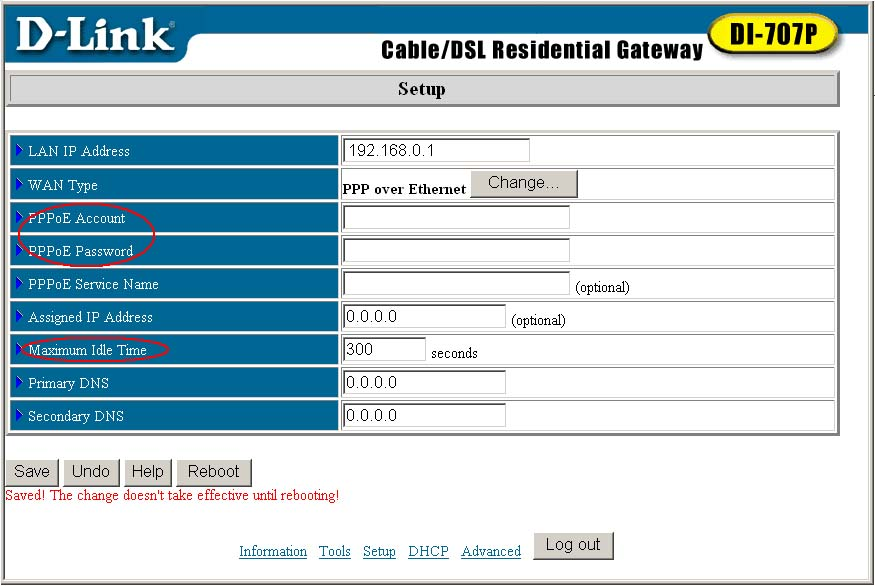 D-Link®
Cable/DSL Residential Gateway DI-707P
Setup
LAN IP Address 192.168.0.1
WAN Type PPP over Ethernet Change...
PPPoE Account
PPPoE Password
PPPoE Service Name (optional)
Assigned IP Address 0.0.0.0 (optional)
Maximum Idle Time 300 seconds
Primary DNS 0.0.0.0
Secondary DNS 0.0.0.0
Save Undo Help Reboot
Saved! The change doesn't take effective until rebooting!
Information Tools Setup DHCP Advanced Log out